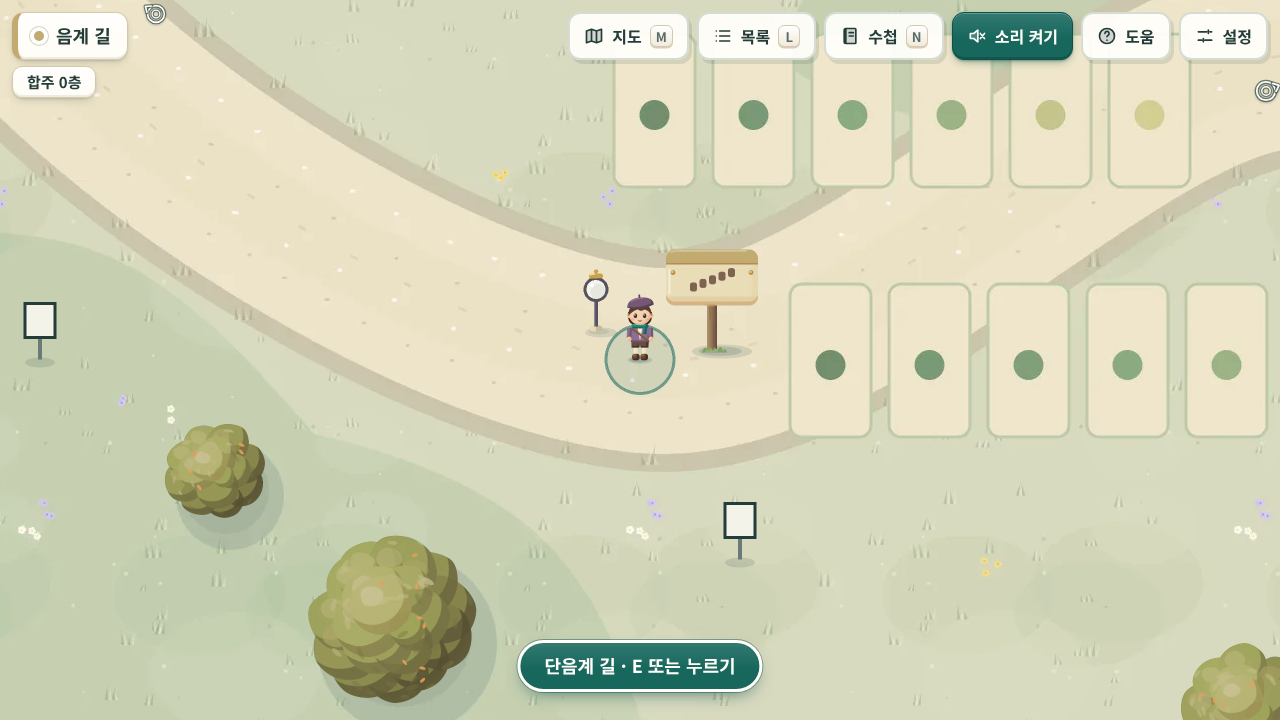 음계 길
지도 M
목록 L
수첩 N
소리 켜기
도움
설정
합주 0층
단음계 길 · E 또는 누르기